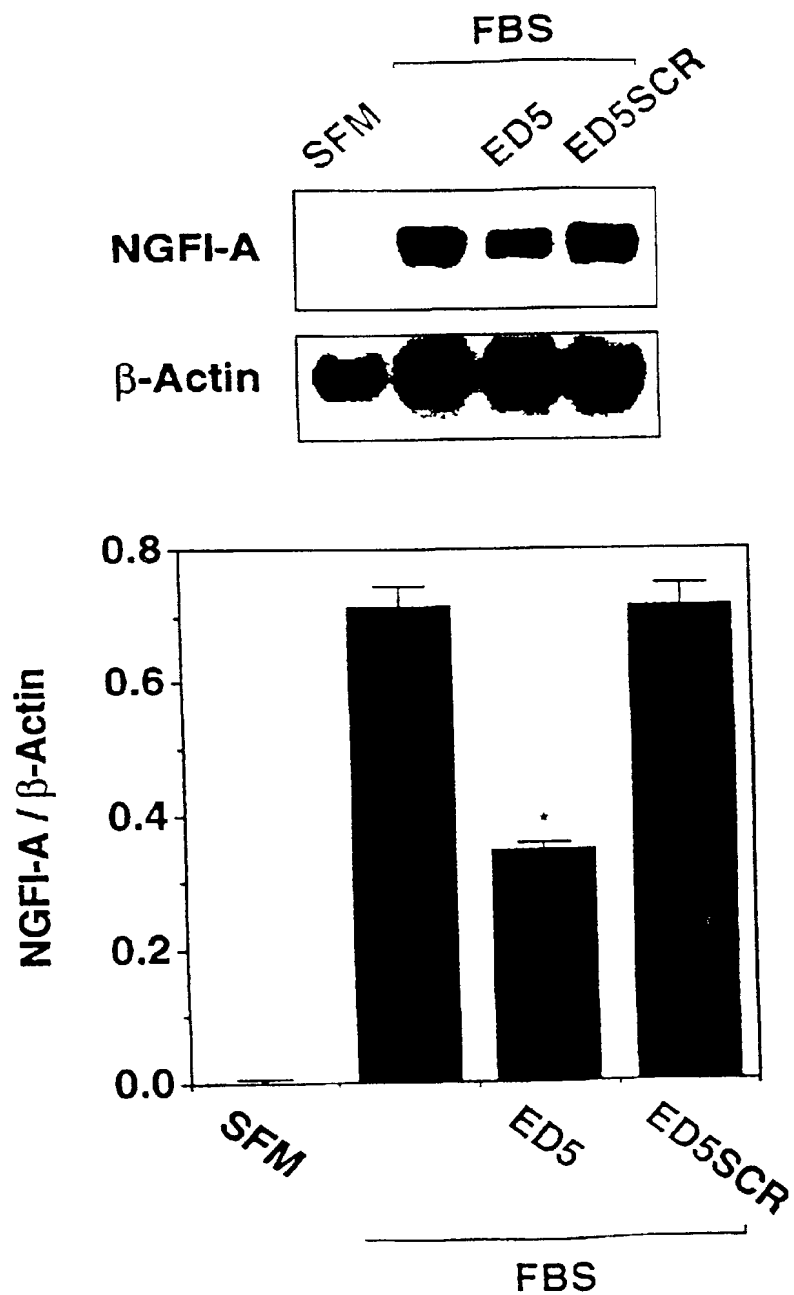 FBS
SFM ED5 ED5SCR
NGFI-A
β-Actin
0.8
0.6
0.4
0.2
0.0
NGFI-A / β-Actin
*
SFM ED5 ED5SCR
FBS